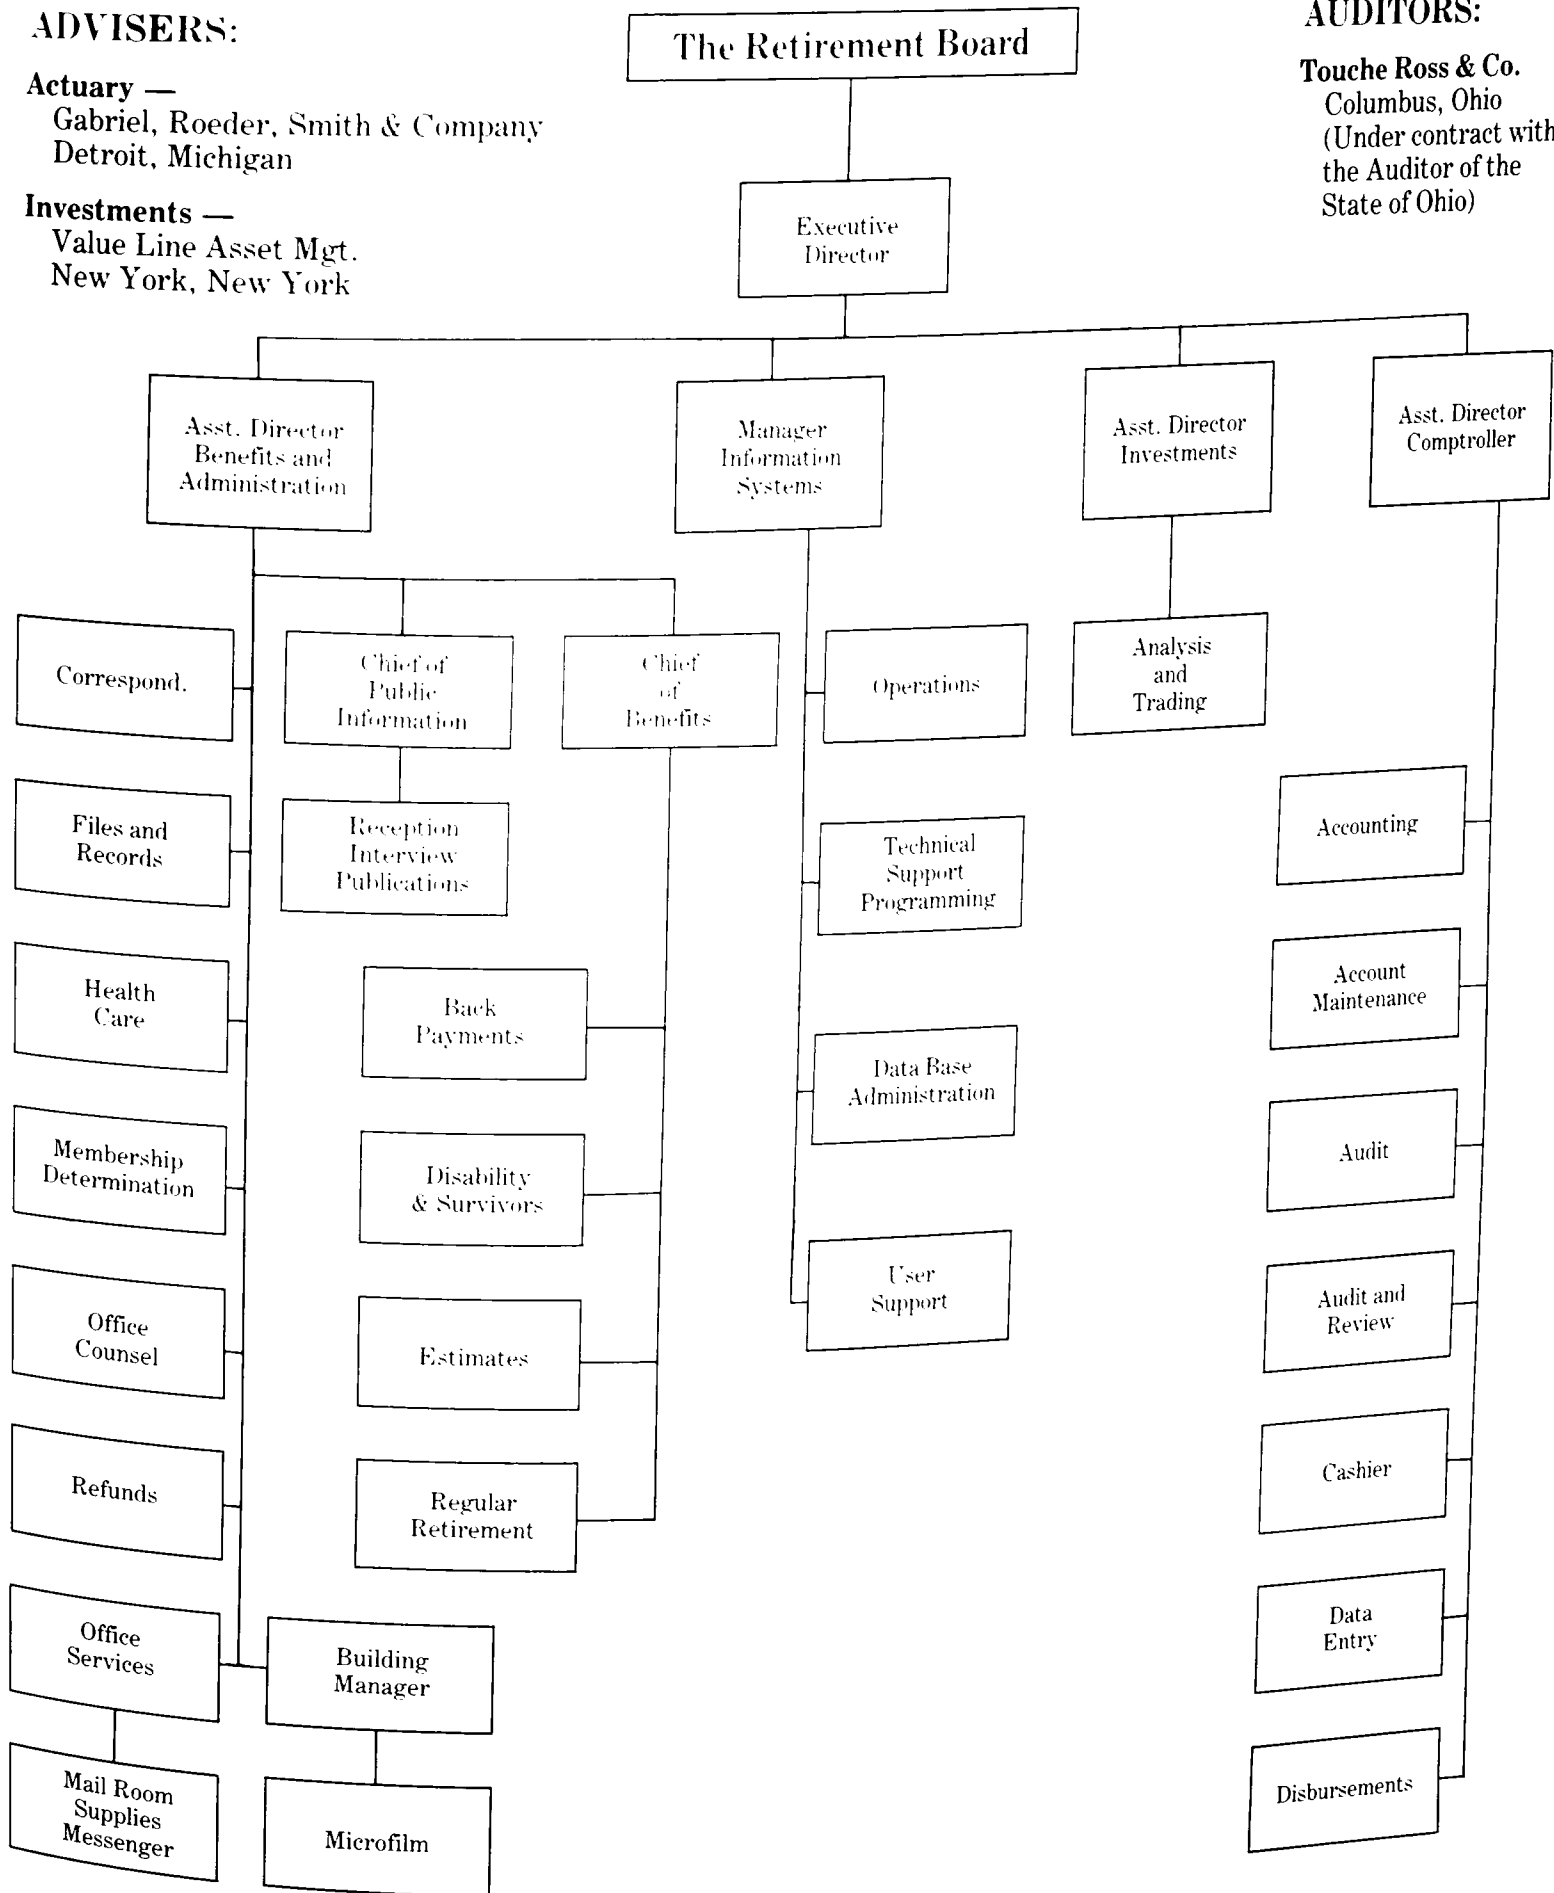 ADVISERS:
Actuary —
Gabriel, Roeder, Smith & Company
Detroit, Michigan
Investments —
Value Line Asset Mgt.
New York, New York
The Retirement Board
AUDITORS:
Touche Ross & Co.
Columbus, Ohio
(Under contract with
the Auditor of the
State of Ohio)
Executive
Director
Asst. Director
Benefits and
Administration
Manager
Information
Systems
Asst. Director
Investments
Asst. Director
Comptroller
Correspond.
Files and
Records
Health
Care
Membership
Determination
Office
Counsel
Refunds
Office
Services
Mail Room
Supplies
Messenger
Building
Manager
Microfilm
Chief of
Public
Information
Reception
Interview
Publications
Chief
of
Benefits
Back
Payments
Disability
& Survivors
Estimates
Regular
Retirement
Operations
Technical
Support
Programming
Data Base
Administration
User
Support
Analysis
and
Trading
Accounting
Account
Maintenance
Audit
Audit and
Review
Cashier
Data
Entry
Disbursements